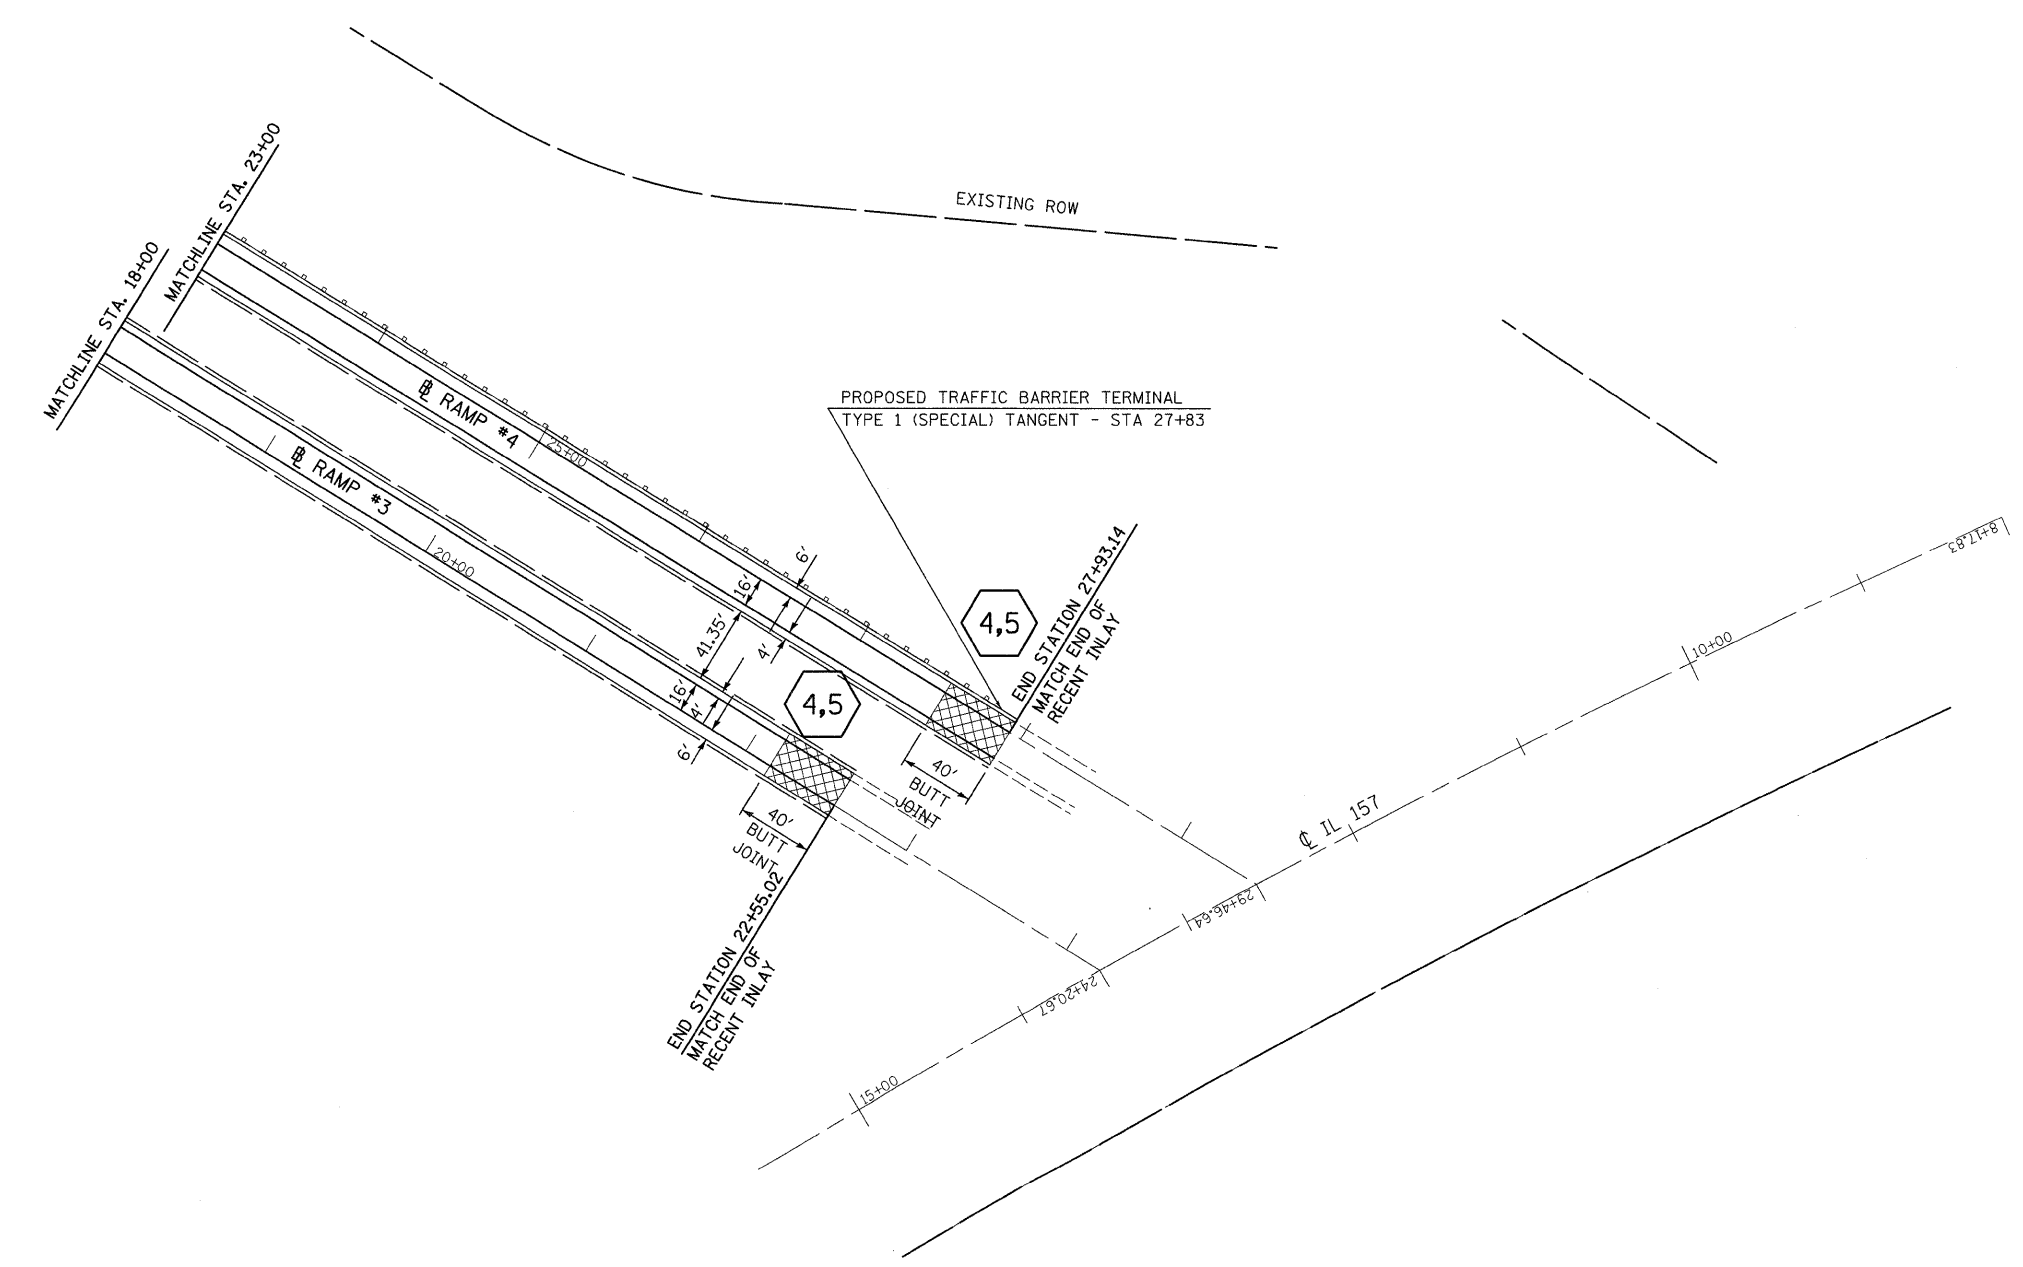 EXISTING ROW
MATCHLINE STA. 23+00
MATCHLINE STA. 18+00
PROPOSED TRAFFIC BARRIER TERMINAL
TYPE 1 (SPECIAL) TANGENT - STA 27+83
℄ RAMP #4
25+00
℄ RAMP #3
20+00
6'
16'
41.35'
4'
16'
4'
6'
4,5
4,5
END STATION 27+93.14
MATCH END OF
RECENT INLAY
40'
BUTT
JOINT
40'
BUTT
JOINT
END STATION 22+55.02
MATCH END OF
RECENT INLAY
8+17.83
10+00
℄ IL 157
29+46.64
24+20.67
15+00